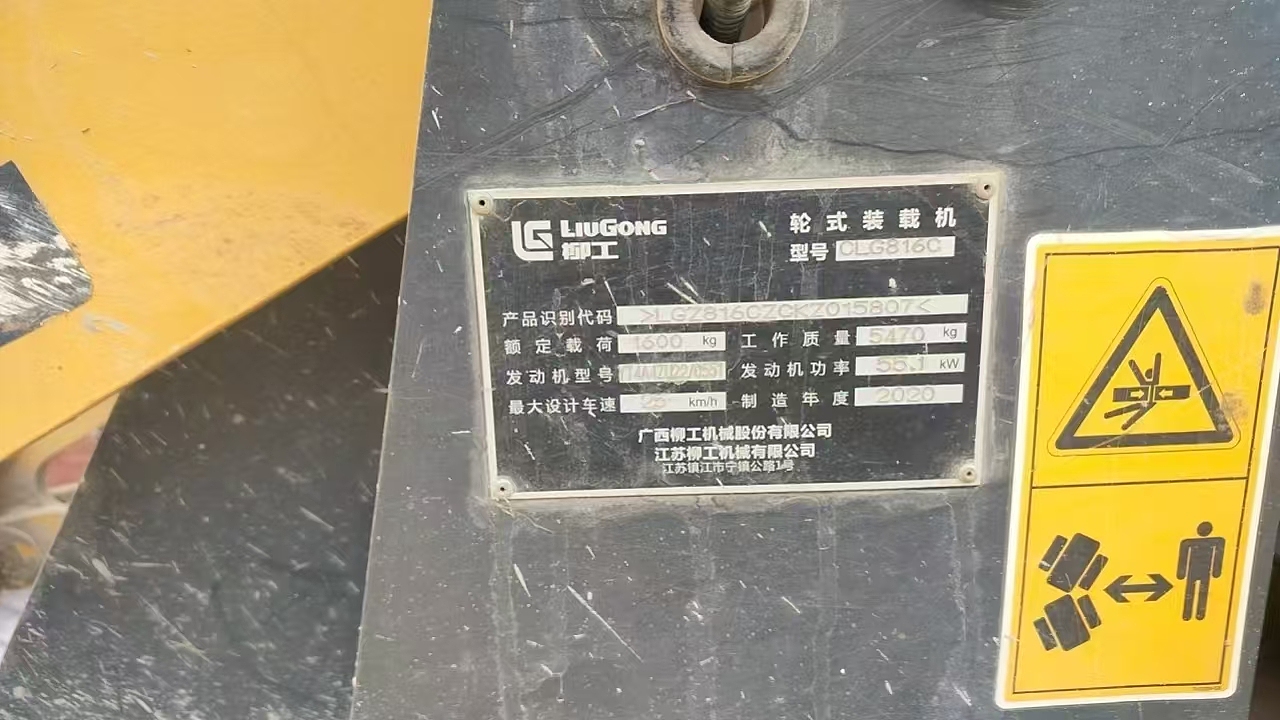 LIUGONG
柳工
轮式装载机
型号 CLG816C
产品识别代码 >LGZ816CZCKZ015807<
额定载荷 1600 kg 工作质量 5470 kg
发动机型号 发动机功率 55.1 kW
最大设计车速 25 km/h 制造年度 2020
广西柳工机械股份有限公司
江苏柳工机械有限公司
江苏镇江市宁镇公路1号